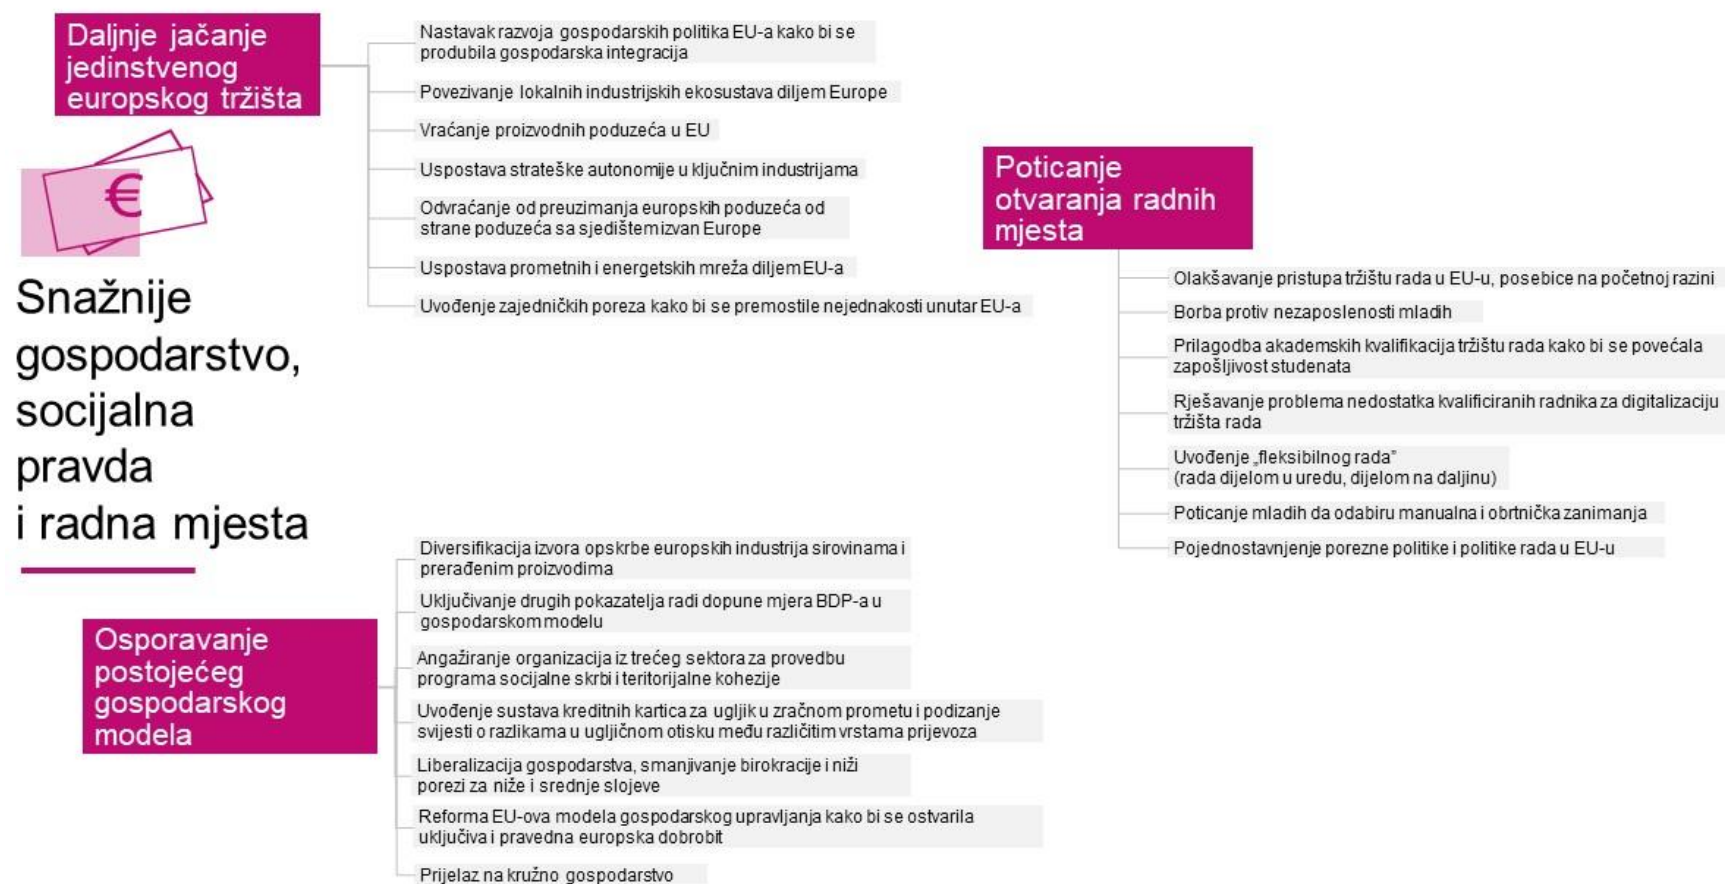 Daljnje jačanje
jedinstvenog
europskog tržišta
Nastavak razvoja gospodarskih politika EU-a kako bi se
produbila gospodarska integracija
Povezivanje lokalnih industrijskih ekosustava diljem Europe
Vraćanje proizvodnih poduzeća u EU
Uspostava strateške autonomije u ključnim industrijama
Odvraćanje od preuzimanja europskih poduzeća od
strane poduzeća sa sjedištem izvan Europe
Uspostava prometnih i energetskih mreža diljem EU-a
Uvođenje zajedničkih poreza kako bi se premostile nejednakosti unutar EU-a
€
Snažnije
gospodarstvo,
socijalna
pravda
i radna mjesta
Poticanje
otvaranja radnih
mjesta
Olakšavanje pristupa tržištu rada u EU-u, posebice na početnoj razini
Borba protiv nezaposlenosti mladih
Prilagodba akademskih kvalifikacija tržištu rada kako bi se povećala
zapošljivost studenata
Rješavanje problema nedostatka kvalificiranih radnika za digitalizaciju
tržišta rada
Uvođenje „fleksibilnog rada”
(rada dijelom u uredu, dijelom na daljinu)
Poticanje mladih da odabiru manualna i obrtnička zanimanja
Pojednostavnjenje porezne politike i politike rada u EU-u
Osporavanje
postojećeg
gospodarskog
modela
Diversifikacija izvora opskrbe europskih industrija sirovinama i
prerađenim proizvodima
Uključivanje drugih pokazatelja radi dopune mjera BDP-a u
gospodarskom modelu
Angažiranje organizacija iz trećeg sektora za provedbu
programa socijalne skrbi i teritorijalne kohezije
Uvođenje sustava kreditnih kartica za ugljik u zračnom prometu i podizanje
svijesti o razlikama u ugljičnom otisku među različitim vrstama prijevoza
Liberalizacija gospodarstva, smanjivanje birokracije i niži
porezi za niže i srednje slojeve
Reforma EU-ova modela gospodarskog upravljanja kako bi se ostvarila
uključiva i pravedna europska dobrobit
Prijelaz na kružno gospodarstvo